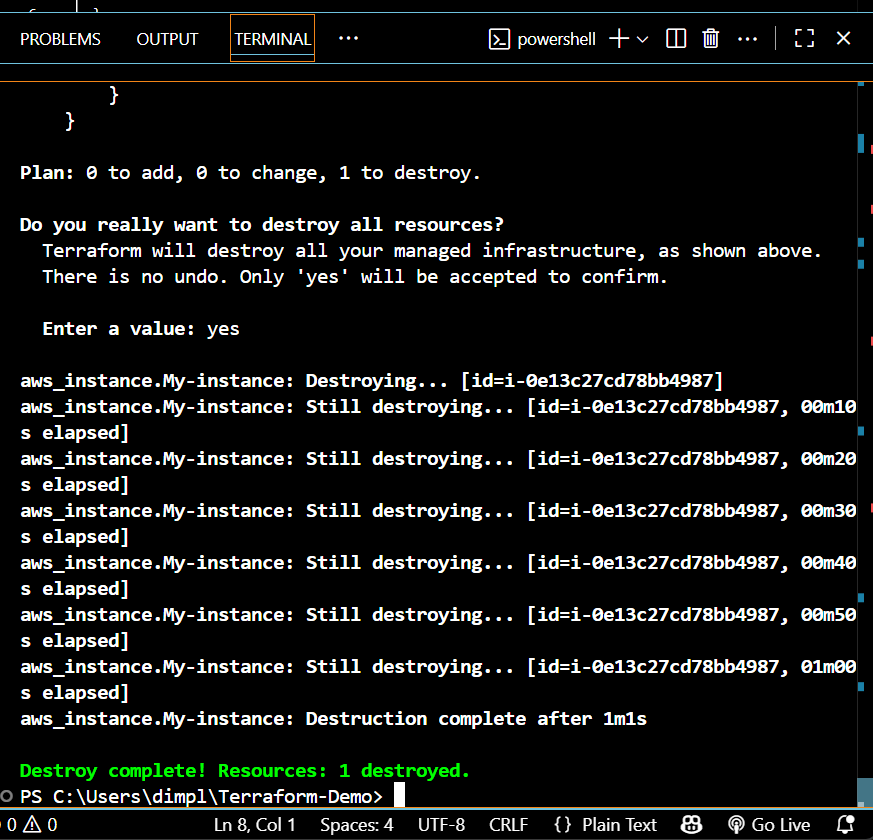 PROBLEMS OUTPUT TERMINAL ... powershell
}
}
Plan: 0 to add, 0 to change, 1 to destroy.
Do you really want to destroy all resources?
Terraform will destroy all your managed infrastructure, as shown above.
There is no undo. Only 'yes' will be accepted to confirm.
Enter a value: yes
aws_instance.My-instance: Destroying... [id=i-0e13c27cd78bb4987]
aws_instance.My-instance: Still destroying... [id=i-0e13c27cd78bb4987, 00m10
s elapsed]
aws_instance.My-instance: Still destroying... [id=i-0e13c27cd78bb4987, 00m20
s elapsed]
aws_instance.My-instance: Still destroying... [id=i-0e13c27cd78bb4987, 00m30
s elapsed]
aws_instance.My-instance: Still destroying... [id=i-0e13c27cd78bb4987, 00m40
s elapsed]
aws_instance.My-instance: Still destroying... [id=i-0e13c27cd78bb4987, 00m50
s elapsed]
aws_instance.My-instance: Still destroying... [id=i-0e13c27cd78bb4987, 01m00
s elapsed]
aws_instance.My-instance: Destruction complete after 1m1s
Destroy complete! Resources: 1 destroyed.
PS C:\Users\dimpl\Terraform-Demo>
0 0 Ln 8, Col 1 Spaces: 4 UTF-8 CRLF {} Plain Text Go Live